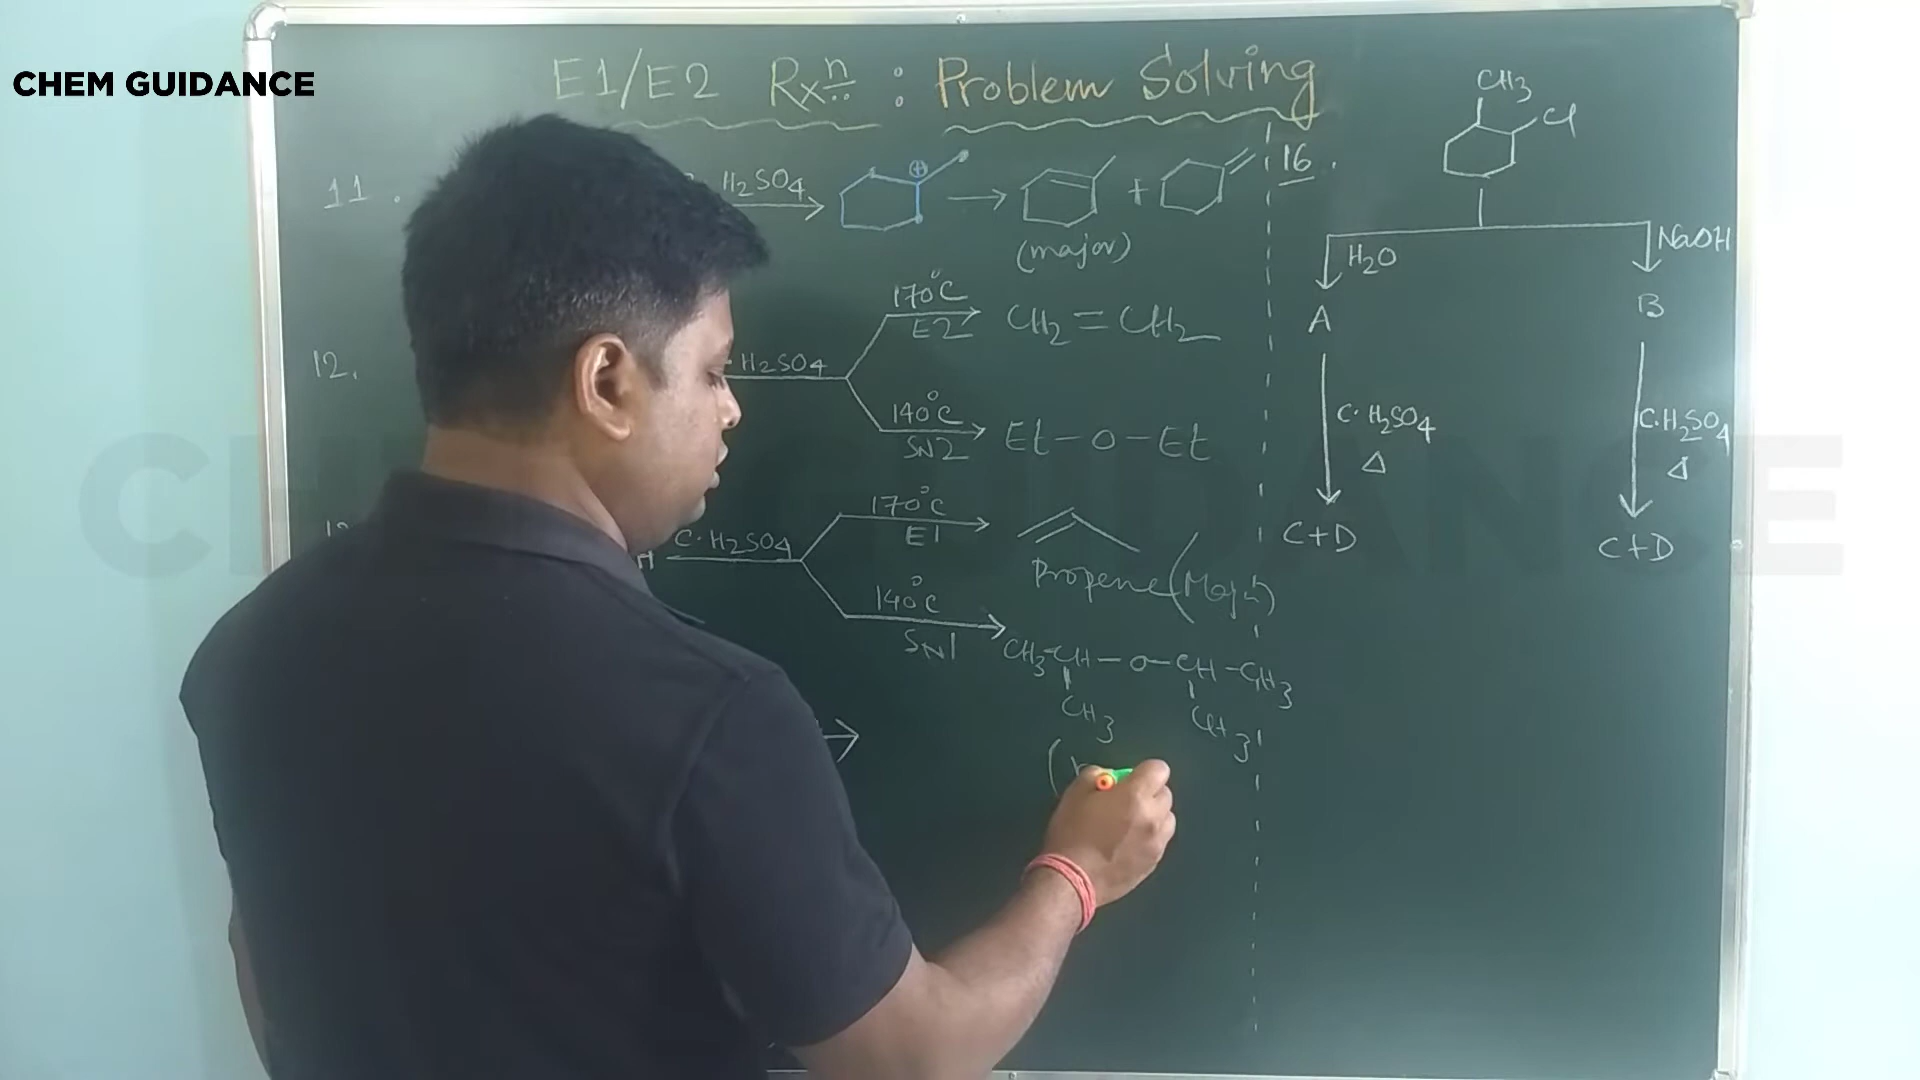 CHEM GUIDANCE
E1/E2 Rxn : Problem Solving
11.
H2SO4
⊕
+
(major)
12.
H2SO4
170°C
E2
CH2=CH2
140°C
SN2
Et-O-Et
C·H2SO4
170°C
E1
Propene (Major)
140°C
SN1
CH3-CH-O-CH-CH3
CH3 CH3
(
16.
CH3
Cl
H2O
NaOH
A
B
C·H2SO4
Δ
C·H2SO4
Δ
C+D
C+D
CHEM GUIDANCE